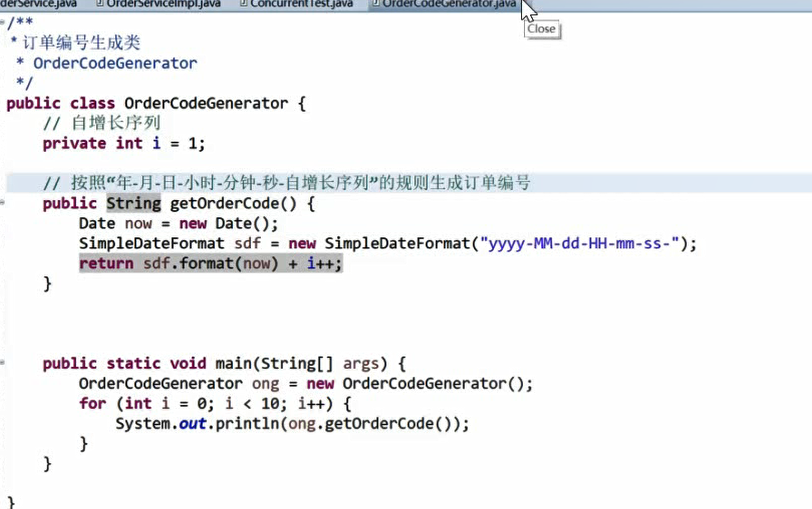 derService.java OrderServiceImpl.java ConcurrentTest.java OrderCodeGenerator.java
Close
/**
 * 订单编号生成类
 * OrderCodeGenerator
 */
public class OrderCodeGenerator {
    // 自增长序列
    private int i = 1;
    // 按照“年-月-日-小时-分钟-秒-自增长序列”的规则生成订单编号
    public String getOrderCode() {
        Date now = new Date();
        SimpleDateFormat sdf = new SimpleDateFormat("yyyy-MM-dd-HH-mm-ss-");
        return sdf.format(now) + i++;
    }
    public static void main(String[] args) {
        OrderCodeGenerator ong = new OrderCodeGenerator();
        for (int i = 0; i < 10; i++) {
            System.out.println(ong.getOrderCode());
        }
    }
}